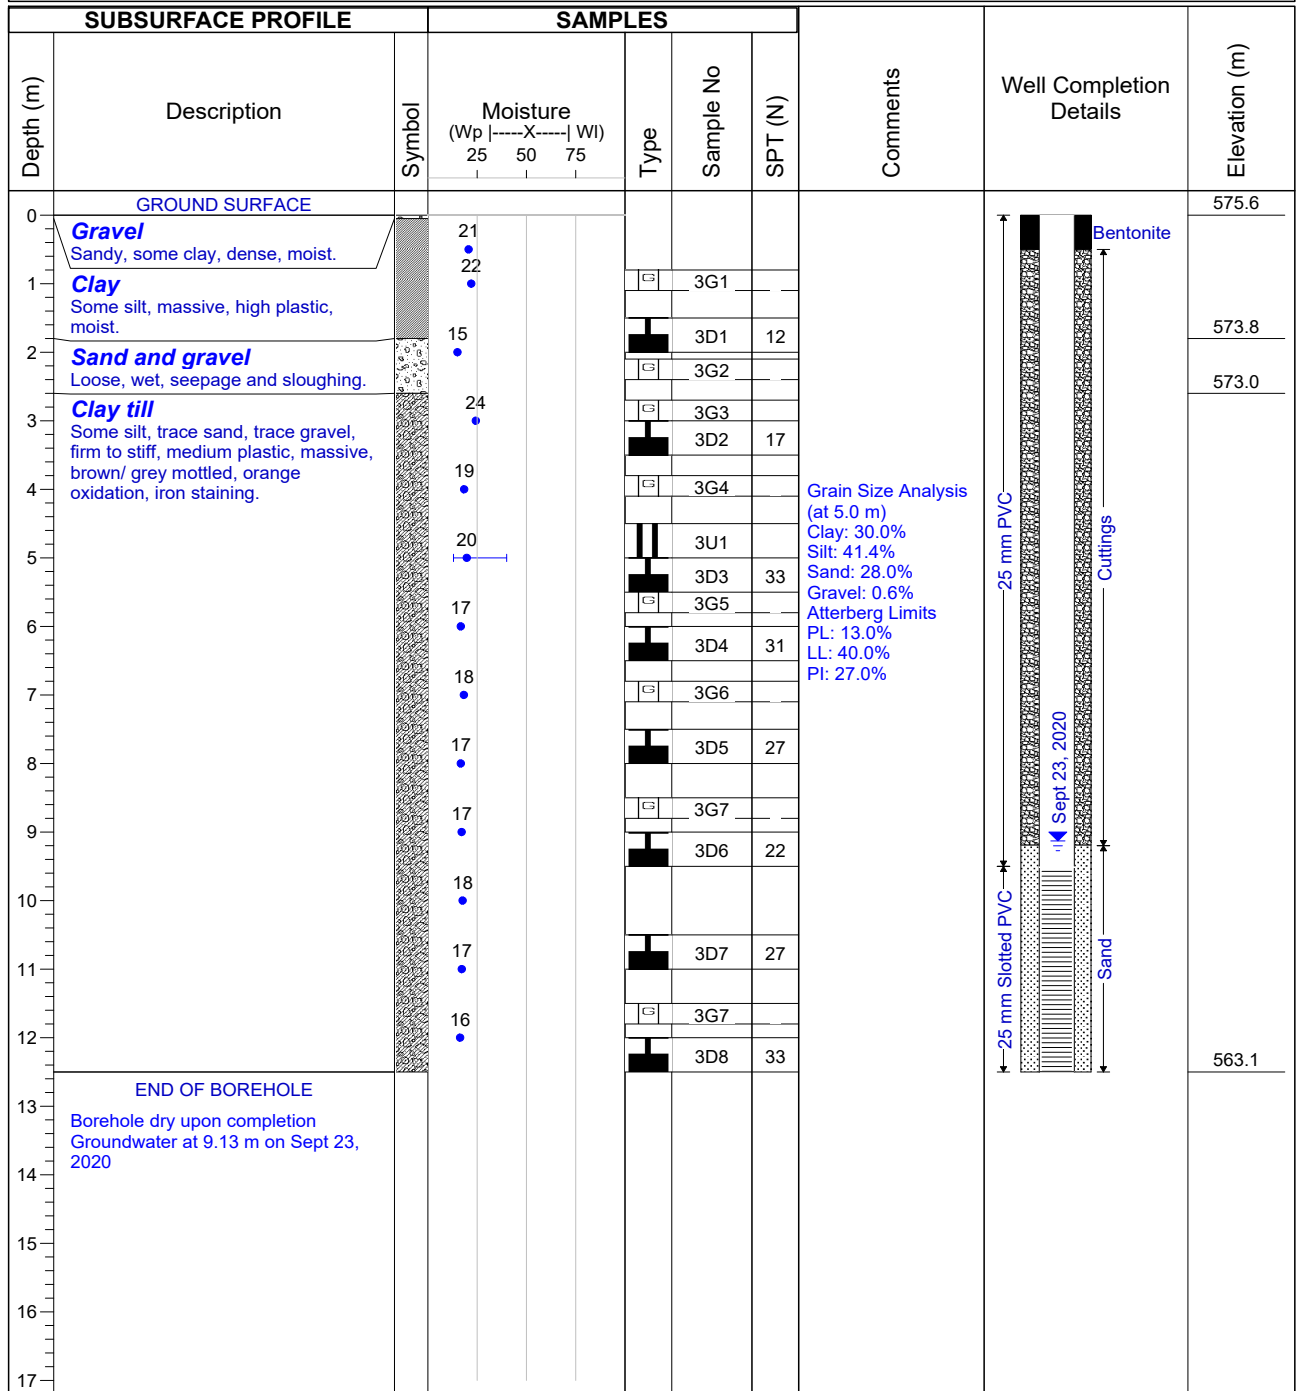 SUBSURFACE PROFILE
SAMPLES
Depth (m)
Description
Symbol
Moisture
(Wp |-----X-----| Wl)
25 50 75
Type
Sample No
SPT (N)
Comments
Well Completion
Details
Elevation (m)
GROUND SURFACE
575.6
0
Gravel
Sandy, some clay, dense, moist.
21
Bentonite
22
1
Clay
Some silt, massive, high plastic,
moist.
G 3G1
15
3D1 12
573.8
2
Sand and gravel
Loose, wet, seepage and sloughing.
G 3G2
573.0
Clay till
Some silt, trace sand, trace gravel,
firm to stiff, medium plastic, massive,
brown/ grey mottled, orange
oxidation, iron staining.
24
3
G 3G3
3D2 17
19
4
G 3G4
Grain Size Analysis
(at 5.0 m)
Clay: 30.0%
Silt: 41.4%
Sand: 28.0%
Gravel: 0.6%
Atterberg Limits
PL: 13.0%
LL: 40.0%
PI: 27.0%
25 mm PVC
Cuttings
20
3U1
5
3D3 33
17
G 3G5
6
3D4 31
18
7
G 3G6
17
3D5 27
8
Sept 23, 2020
17
G 3G7
9
3D6 22
18
10
25 mm Slotted PVC
Sand
17
3D7 27
11
16
G 3G7
12
3D8 33
563.1
END OF BOREHOLE
13
Borehole dry upon completion
Groundwater at 9.13 m on Sept 23,
2020
14
15
16
17